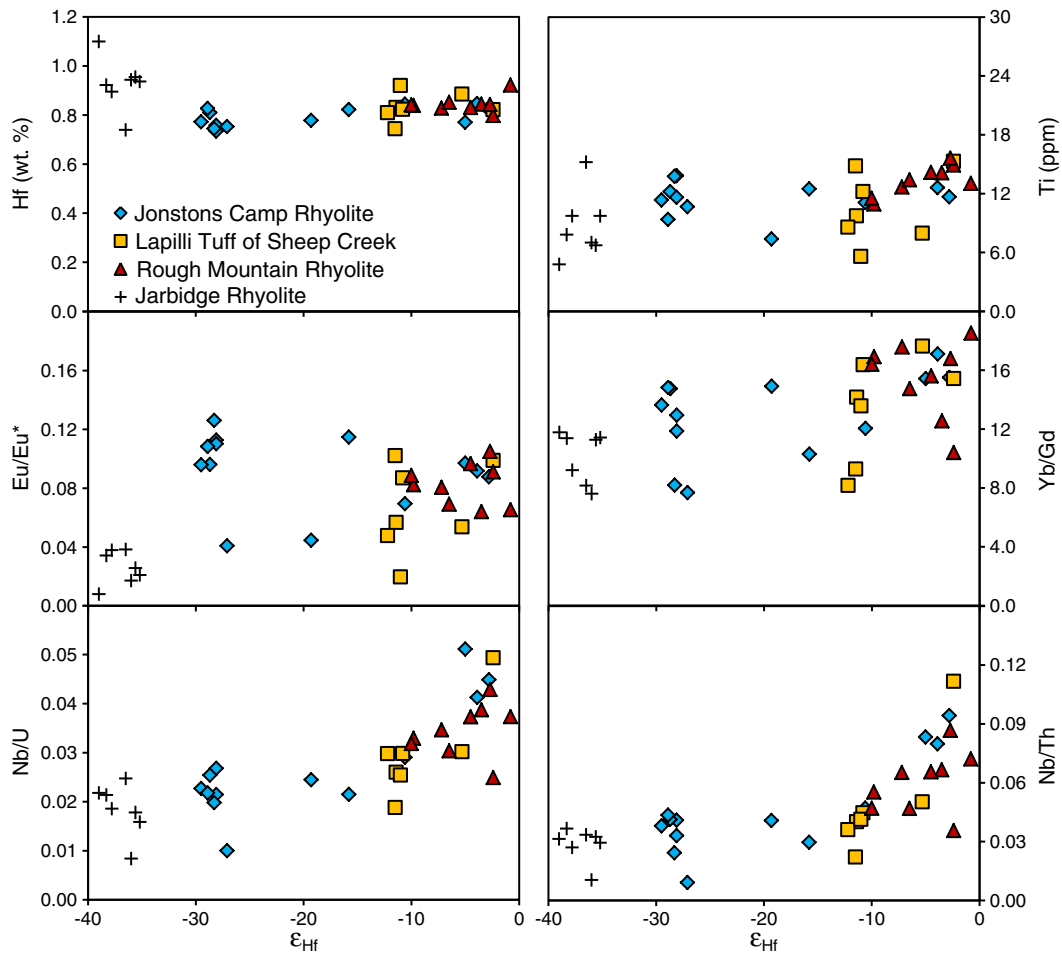 1.2
1.0
0.8
0.6
0.4
0.2
0.0
Hf (wt. %)
Jonstons Camp Rhyolite
Lapilli Tuff of Sheep Creek
Rough Mountain Rhyolite
Jarbidge Rhyolite
30
24
18
12
6.0
0.0
Ti (ppm)
0.16
0.12
0.08
0.04
0.00
Eu/Eu*
16
12
8.0
4.0
0.0
Yb/Gd
0.05
0.04
0.03
0.02
0.01
0.00
Nb/U
-40 -30 -20 -10 0
εHf
0.12
0.09
0.06
0.03
0.00
Nb/Th
-40 -30 -20 -10 0
εHf